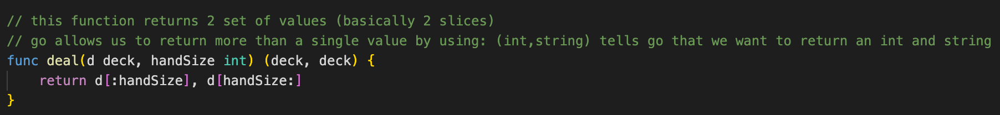 // this function returns 2 set of values (basically 2 slices)
// go allows us to return more than a single value by using: (int,string) tells go that we want to return an int and string
func deal(d deck, handSize int) (deck, deck) {
    return d[:handSize], d[handSize:]
}